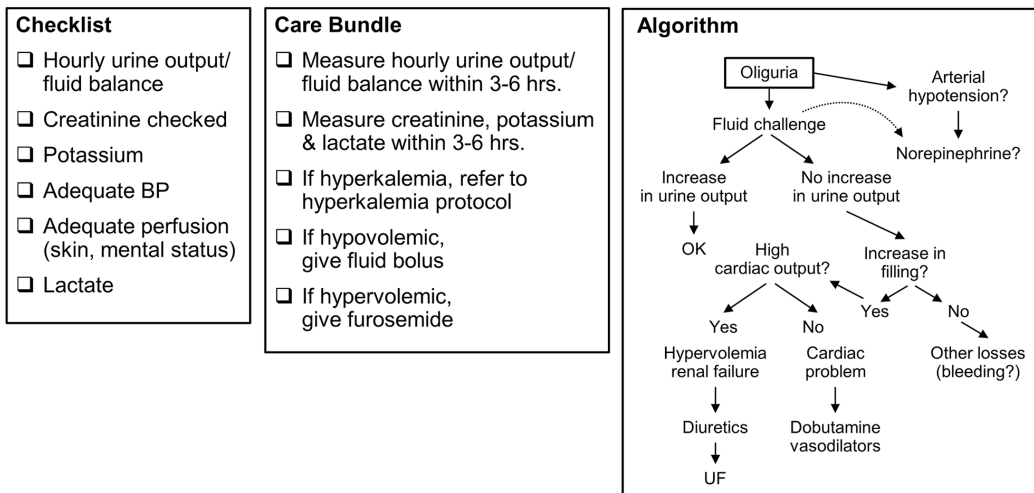 Checklist
❑ Hourly urine output/
fluid balance
❑ Creatinine checked
❑ Potassium
❑ Adequate BP
❑ Adequate perfusion
(skin, mental status)
❑ Lactate
Care Bundle
❑ Measure hourly urine output/
fluid balance within 3-6 hrs.
❑ Measure creatinine, potassium
& lactate within 3-6 hrs.
❑ If hyperkalemia, refer to
hyperkalemia protocol
❑ If hypovolemic,
give fluid bolus
❑ If hypervolemic,
give furosemide
Algorithm
Oliguria
Arterial
hypotension?
Fluid challenge
Norepinephrine?
Increase
in urine output
No increase
in urine output
OK
High
cardiac output?
Increase in
filling?
Yes
No
Yes
No
Hypervolemia
renal failure
Cardiac
problem
Other losses
(bleeding?)
Diuretics
Dobutamine
vasodilators
UF